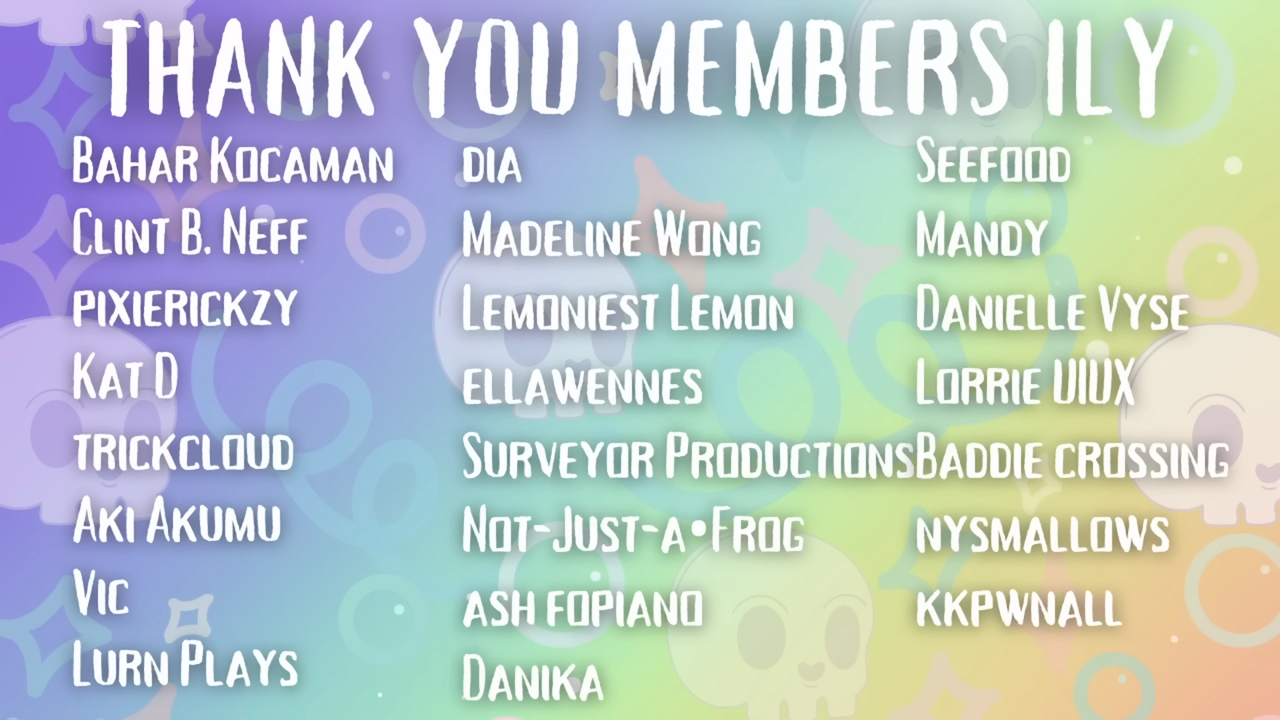 THANK YOU MEMBERS ILY
Bahar Kocaman
Clint B. Neff
pixierickzy
Kat D
trickcloud
Aki Akumu
Vic
Lurn Plays
dia
Madeline Wong
Lemoniest Lemon
ellawennes
Surveyor Productions
Not-Just-a•Frog
ash fopiano
Danika
Seefood
Mandy
Danielle Vyse
Lorrie UIUX
Baddie crossing
nysmallows
kkpwnall